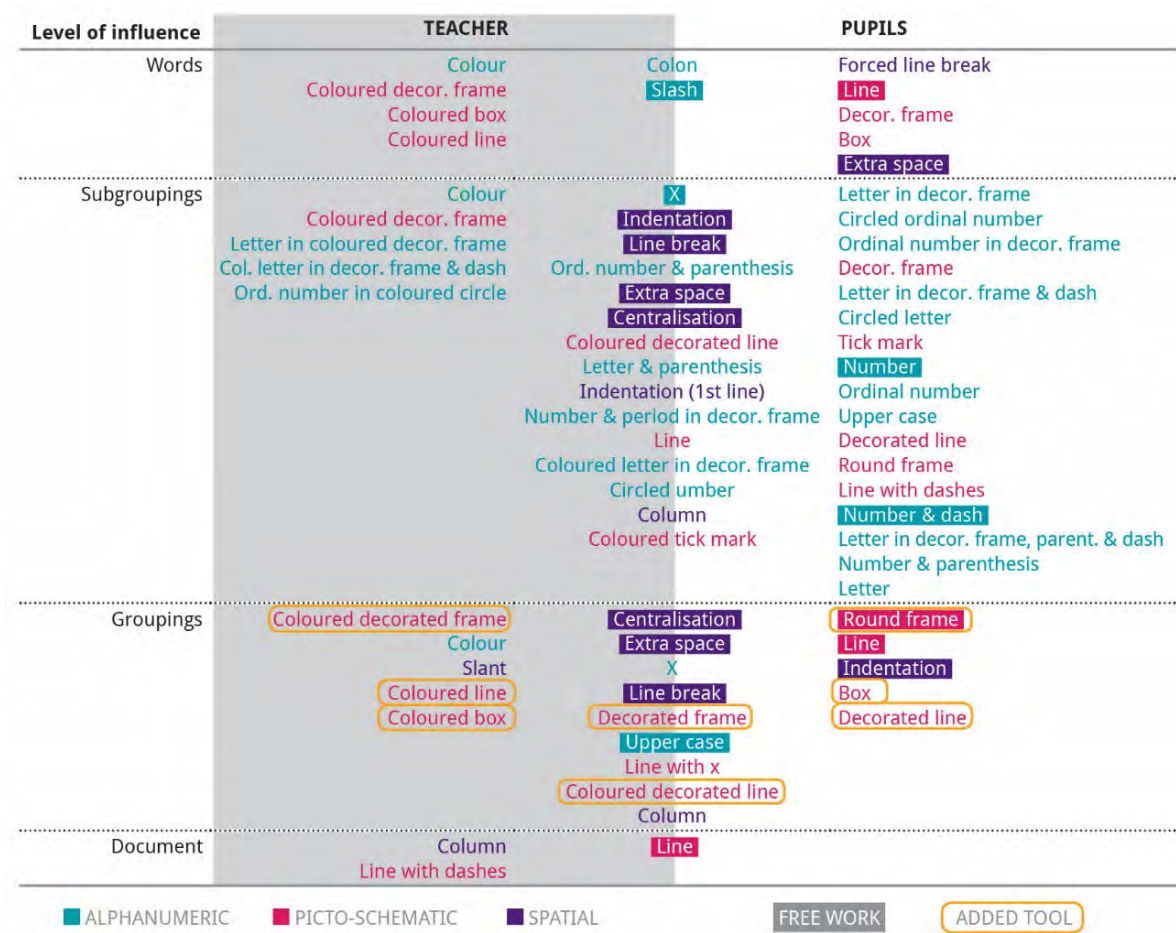 Level of influence TEACHER PUPILS
Words Colour Colon Forced line break
Coloured decor. frame Slash Line
Coloured box Decor. frame
Coloured line Box
Extra space
Subgroupings Colour X Letter in decor. frame
Coloured decor. frame Indentation Circled ordinal number
Letter in coloured decor. frame Line break Ordinal number in decor. frame
Col. letter in decor. frame & dash Ord. number & parenthesis Decor. frame
Ord. number in coloured circle Extra space Letter in decor. frame & dash
Centralisation Circled letter
Coloured decorated line Tick mark
Letter & parenthesis Number
Indentation (1st line) Ordinal number
Number & period in decor. frame Upper case
Line Decorated line
Coloured letter in decor. frame Round frame
Circled umber Line with dashes
Column Number & dash
Coloured tick mark Letter in decor. frame, parent. & dash
Number & parenthesis
Letter
Groupings Coloured decorated frame Centralisation Round frame
Colour Extra space Line
Slant X Indentation
Coloured line Line break Box
Coloured box Decorated frame Decorated line
Upper case
Line with x
Coloured decorated line
Column
Document Column Line
Line with dashes
ALPHANUMERIC PICTO-SCHEMATIC SPATIAL FREE WORK ADDED TOOL